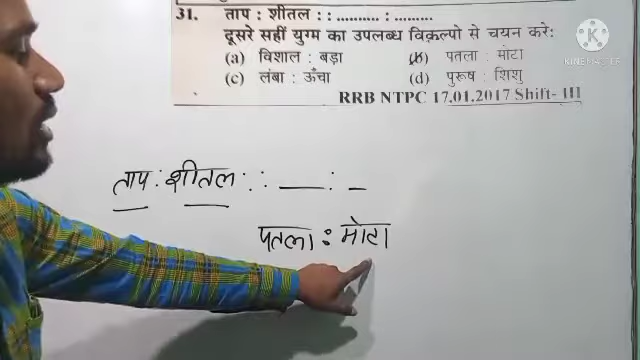 31. ताप : शीतल : : .......... : .........
दूसरे सहीं युग्म का उपलब्ध विक़ल्पो से चयन करे:
(a) विशाल : बड़ा (b) पतला : मोटा
(c) लंबा : ऊँचा (d) पुरूष : शिशु
RRB NTPC 17.01.2017 Shift- III
ताप : शीतल : : ___ : _
पतला : मोटा
KINEMASTER